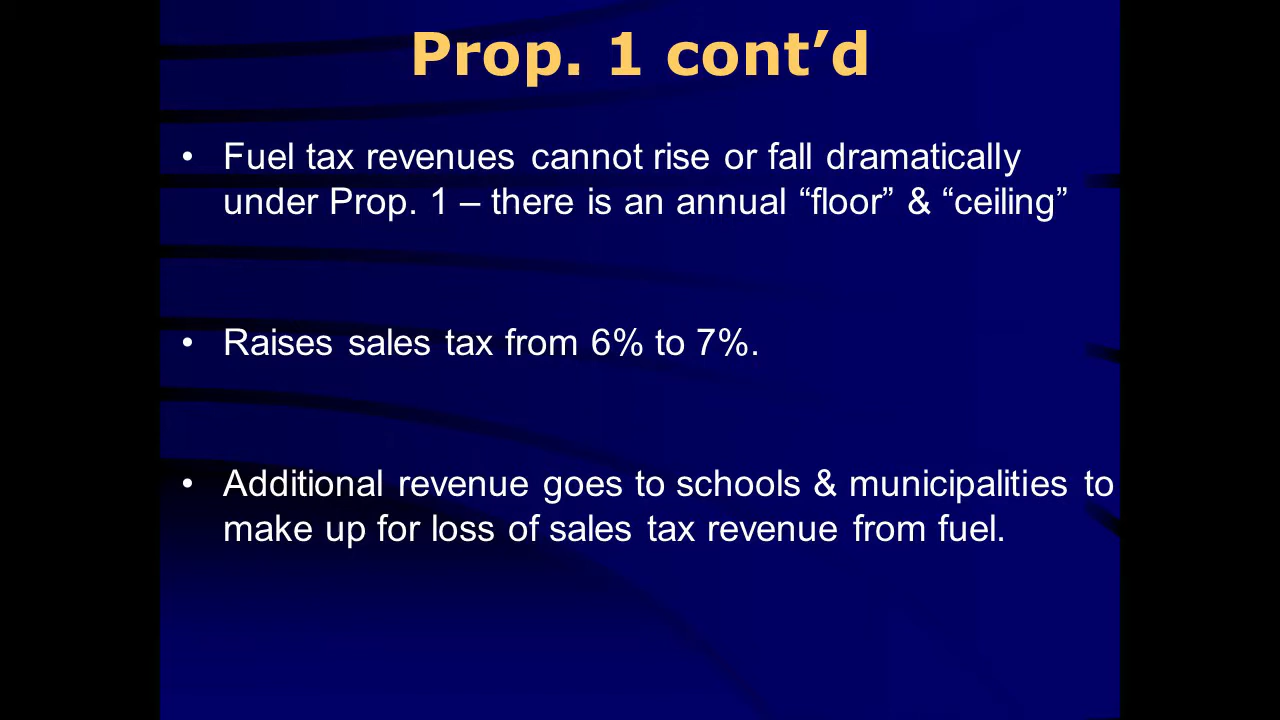 Prop. 1 cont’d
• Fuel tax revenues cannot rise or fall dramatically
under Prop. 1 – there is an annual “floor” & “ceiling”
• Raises sales tax from 6% to 7%.
• Additional revenue goes to schools & municipalities to
make up for loss of sales tax revenue from fuel.